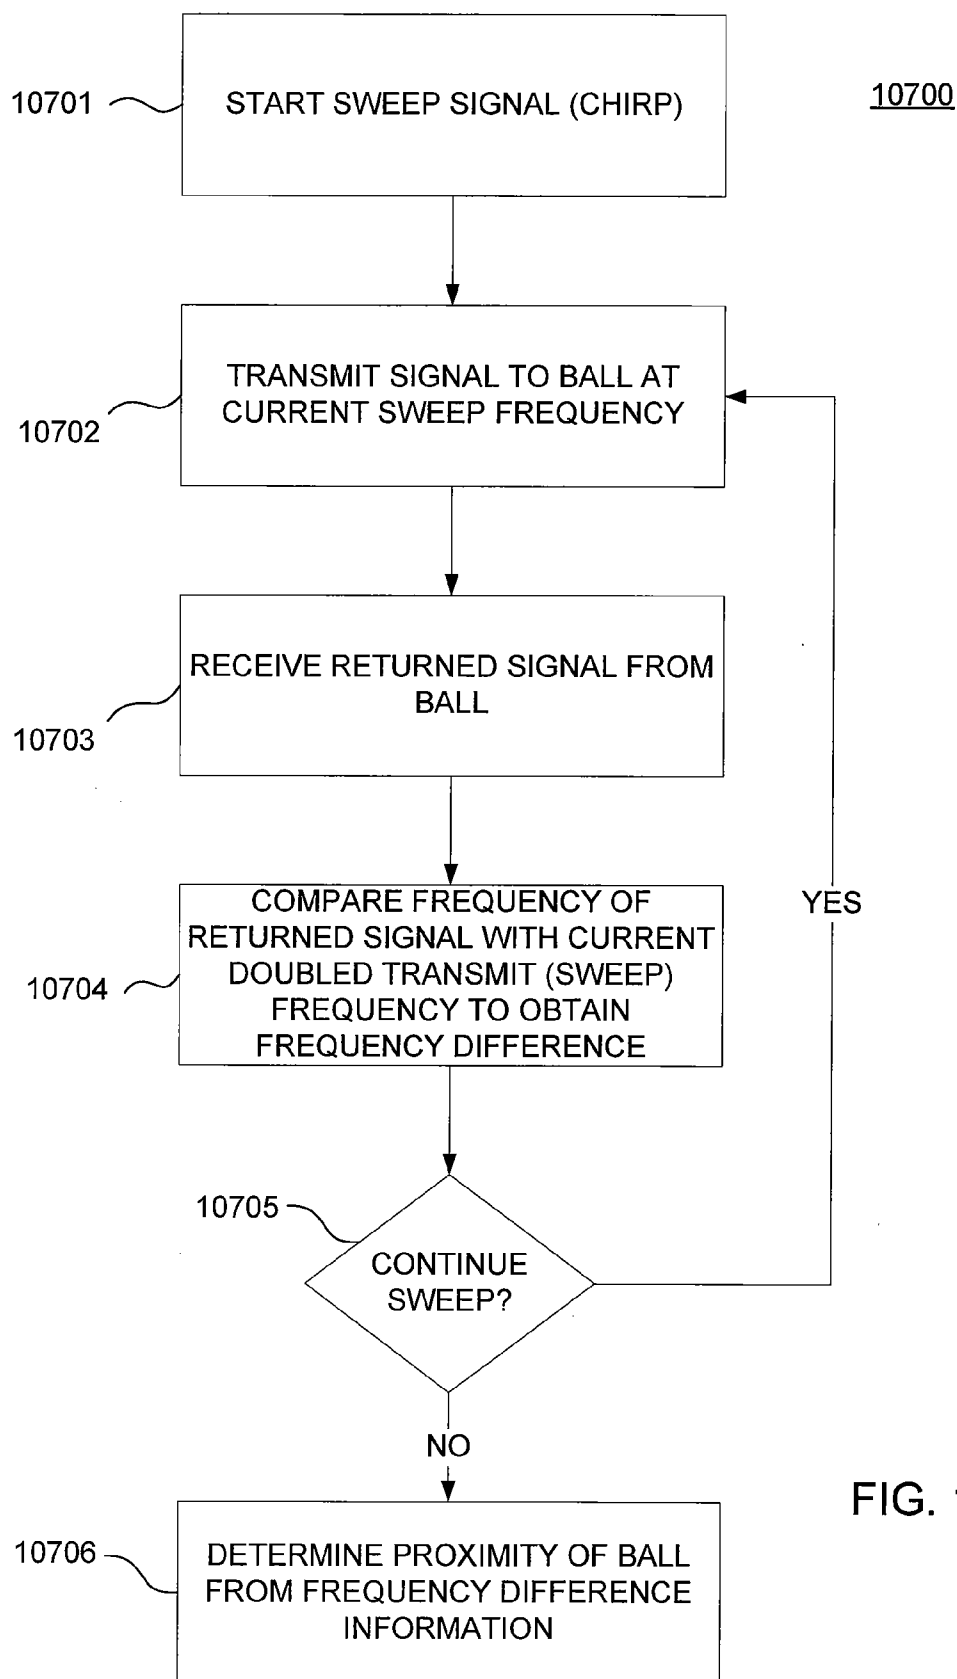 10701
START SWEEP SIGNAL (CHIRP)
10700
TRANSMIT SIGNAL TO BALL AT
CURRENT SWEEP FREQUENCY
10702
RECEIVE RETURNED SIGNAL FROM
BALL
10703
COMPARE FREQUENCY OF
RETURNED SIGNAL WITH CURRENT
DOUBLED TRANSMIT (SWEEP)
FREQUENCY TO OBTAIN
FREQUENCY DIFFERENCE
10704
YES
10705
CONTINUE
SWEEP?
NO
FIG.
10706
DETERMINE PROXIMITY OF BALL
FROM FREQUENCY DIFFERENCE
INFORMATION